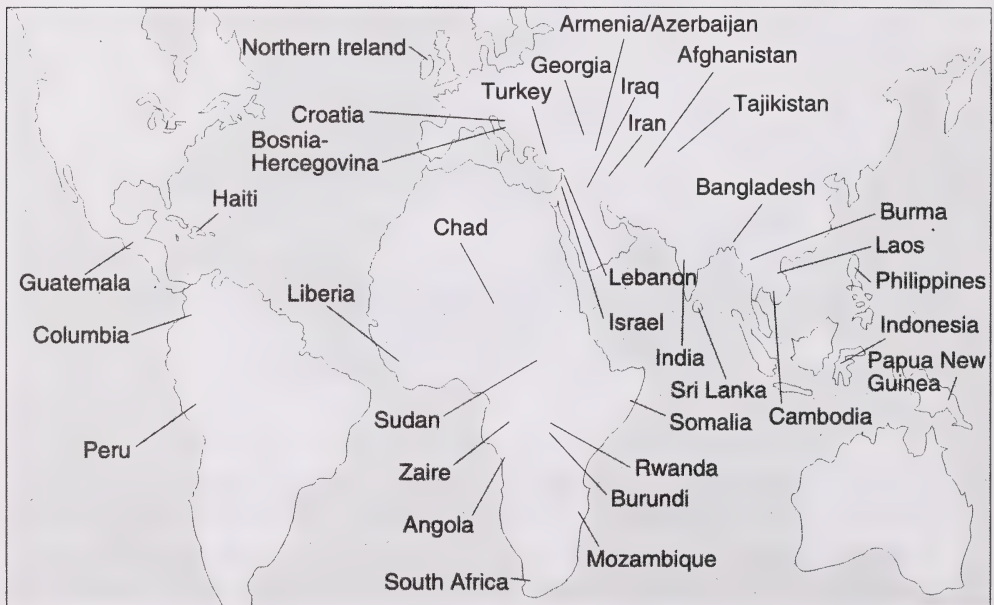 Armenia/Azerbaijan
Northern Ireland
Afghanistan
Georgia
Iraq
Turkey
Tajikistan
Croatia
Iran
Bosnia-
Hercegovina
Bangladesh
Haiti
Burma
Chad
Laos
Guatemala
Lebanon
Philippines
Liberia
Columbia
Israel
Indonesia
India
Papua New
Guinea
Sri Lanka
Sudan
Somalia
Cambodia
Peru
Zaire
Rwanda
Burundi
Angola
Mozambique
South Africa